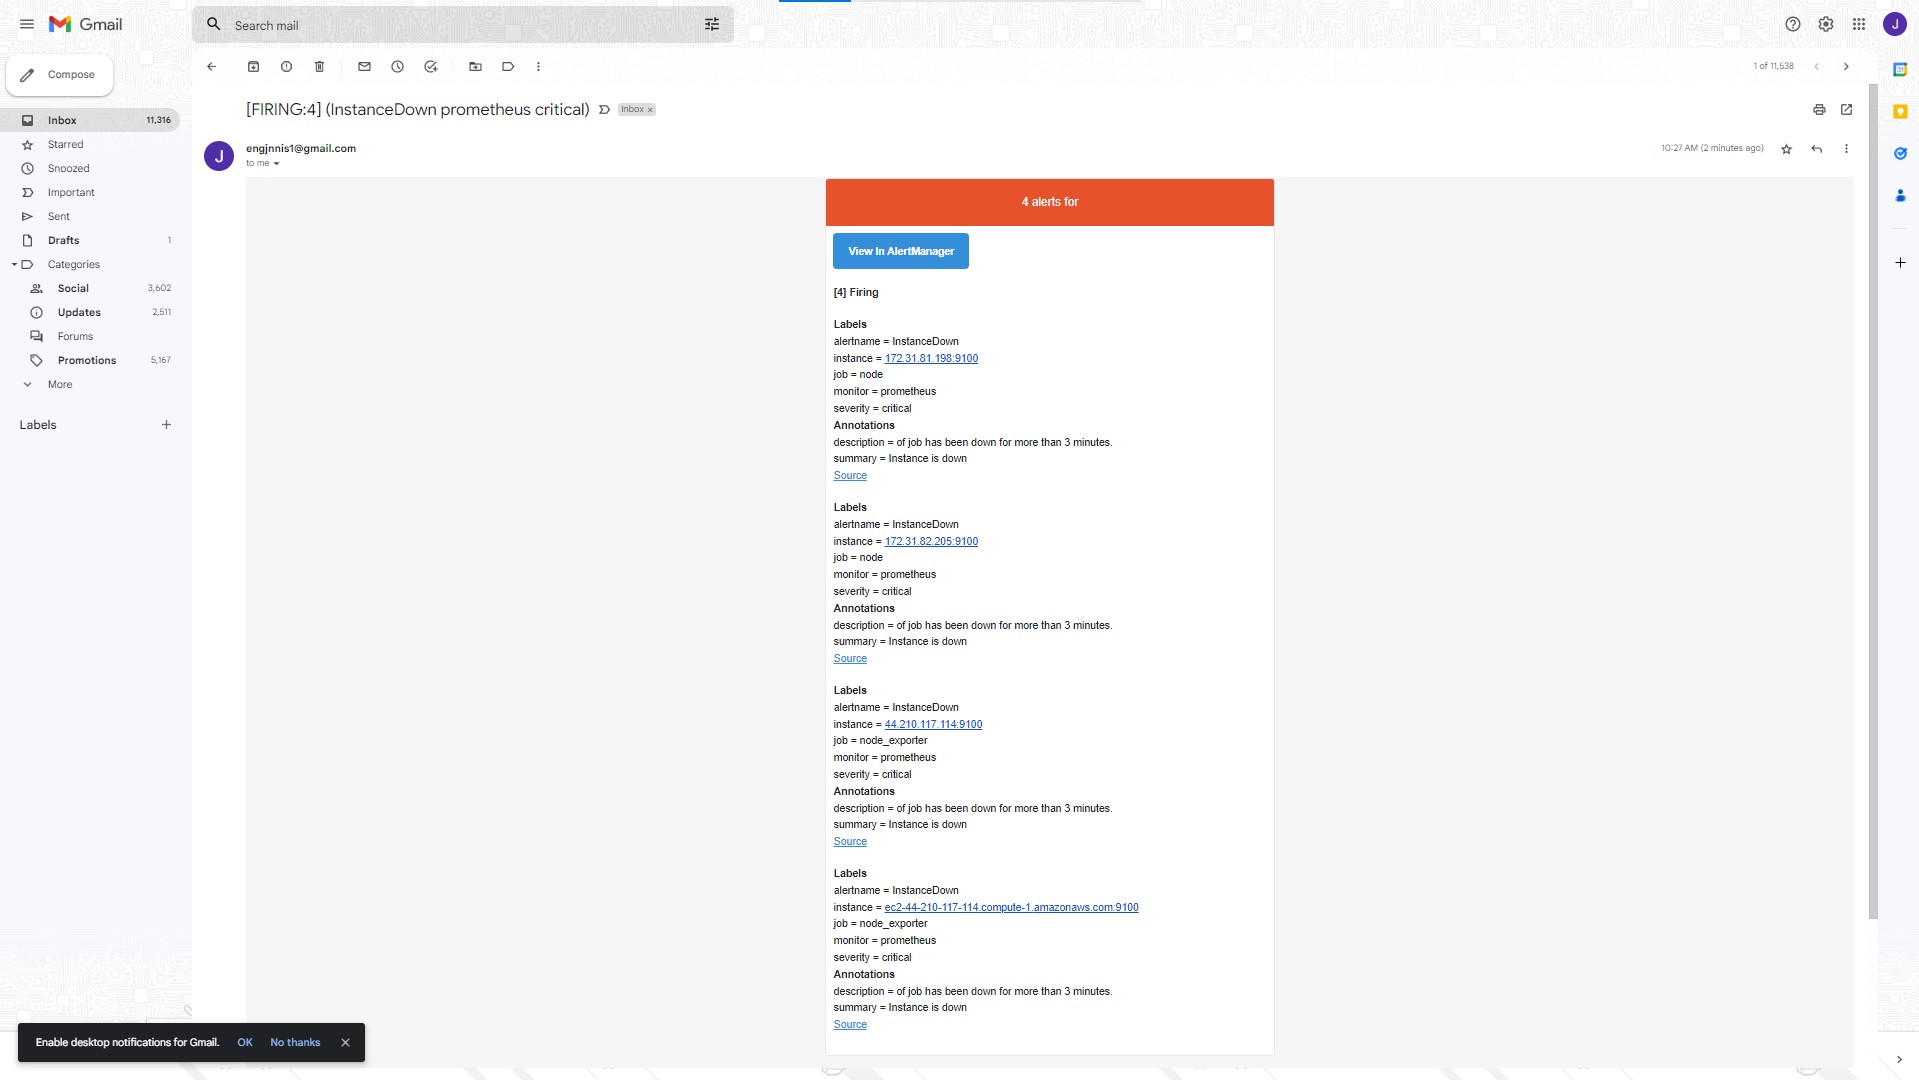 Gmail
Search mail
J
Compose
1 of 11,538
Inbox 11,316
Starred
Snoozed
Important
Sent
Drafts 1
Categories
Social 3,602
Updates 2,511
Forums
Promotions 5,167
More
Labels
[FIRING:4] (InstanceDown prometheus critical) Inbox x
J
engjnnis1@gmail.com
to me
10:27 AM (2 minutes ago)
4 alerts for
View In AlertManager
[4] Firing
Labels
alertname = InstanceDown
instance = 172.31.81.198:9100
job = node
monitor = prometheus
severity = critical
Annotations
description = of job has been down for more than 3 minutes.
summary = Instance is down
Source
Labels
alertname = InstanceDown
instance = 172.31.82.205:9100
job = node
monitor = prometheus
severity = critical
Annotations
description = of job has been down for more than 3 minutes.
summary = Instance is down
Source
Labels
alertname = InstanceDown
instance = 44.210.117.114:9100
job = node_exporter
monitor = prometheus
severity = critical
Annotations
description = of job has been down for more than 3 minutes.
summary = Instance is down
Source
Labels
alertname = InstanceDown
instance = ec2-44-210-117-114.compute-1.amazonaws.com:9100
job = node_exporter
monitor = prometheus
severity = critical
Annotations
description = of job has been down for more than 3 minutes.
summary = Instance is down
Source
Enable desktop notifications for Gmail. OK No thanks